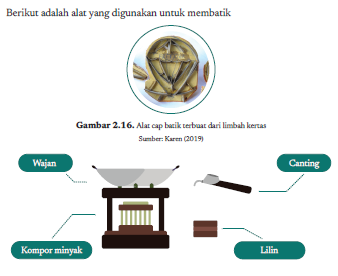 Berikut adalah alat yang digunakan untuk membatik
Gambar 2.16. Alat cap batik terbuat dari limbah kertas
Sumber: Karen (2019)
Wajan
Canting
Kompor minyak
Lilin